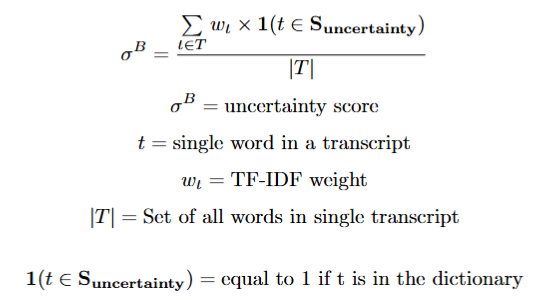 σ^B = ∑_{t∈T} w_t × 1(t ∈ S_uncertainty) / |T|
σ^B = uncertainty score
t = single word in a transcript
w_t = TF-IDF weight
|T| = Set of all words in single transcript
1(t ∈ S_uncertainty) = equal to 1 if t is in the dictionary